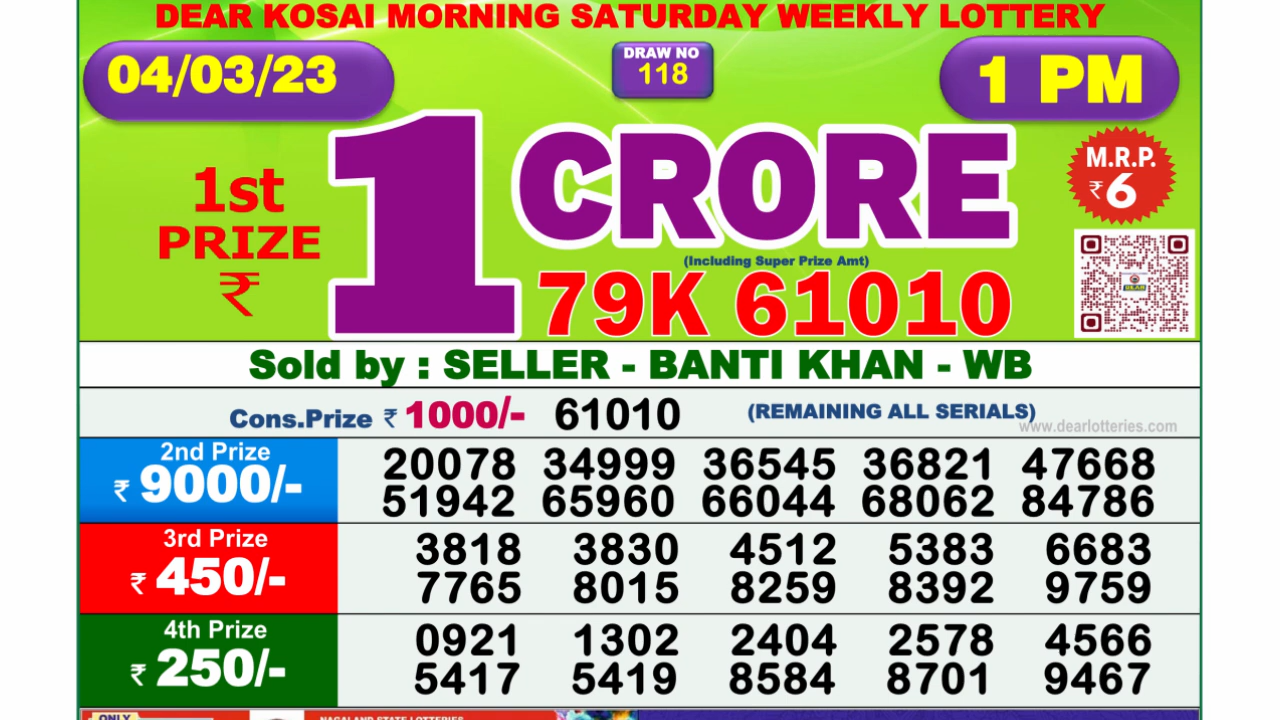 DEAR KOSAI MORNING SATURDAY WEEKLY LOTTERY
04/03/23
DRAW NO
118
1 PM
1st
PRIZE
₹
1 CRORE
(Including Super Prize Amt)
79K 61010
M.R.P.
₹ 6
DEAR
Sold by : SELLER - BANTI KHAN - WB
Cons.Prize ₹ 1000/- 61010 (REMAINING ALL SERIALS)
www.dearlotteries.com
2nd Prize
₹ 9000/-
20078 34999 36545 36821 47668
51942 65960 66044 68062 84786
3rd Prize
₹ 450/-
3818 3830 4512 5383 6683
7765 8015 8259 8392 9759
4th Prize
₹ 250/-
0921 1302 2404 2578 4566
5417 5419 8584 8701 9467
ONLY
NAGALAND STATE LOTTERIES